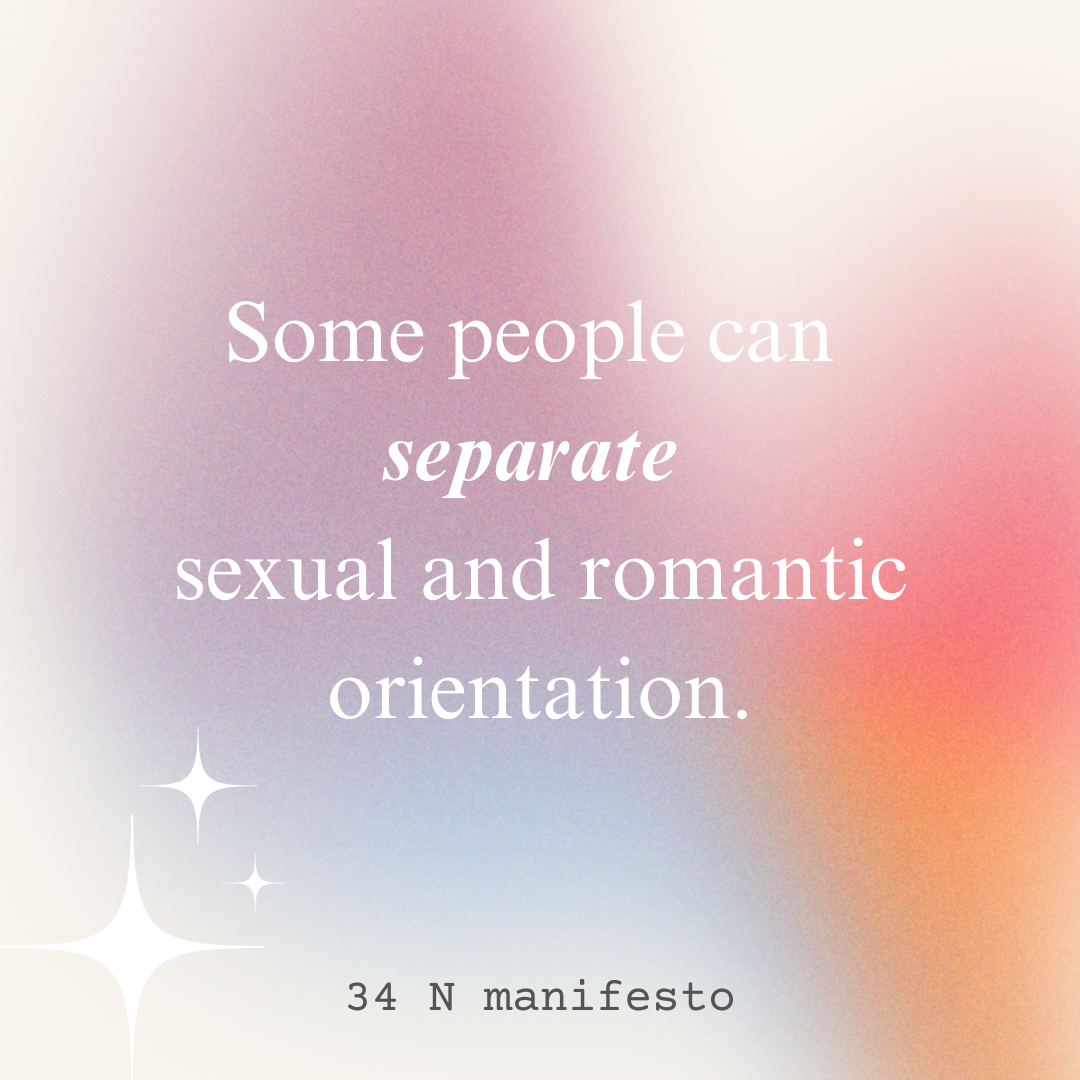 Some people can
separate
sexual and romantic
orientation.
34 N manifesto